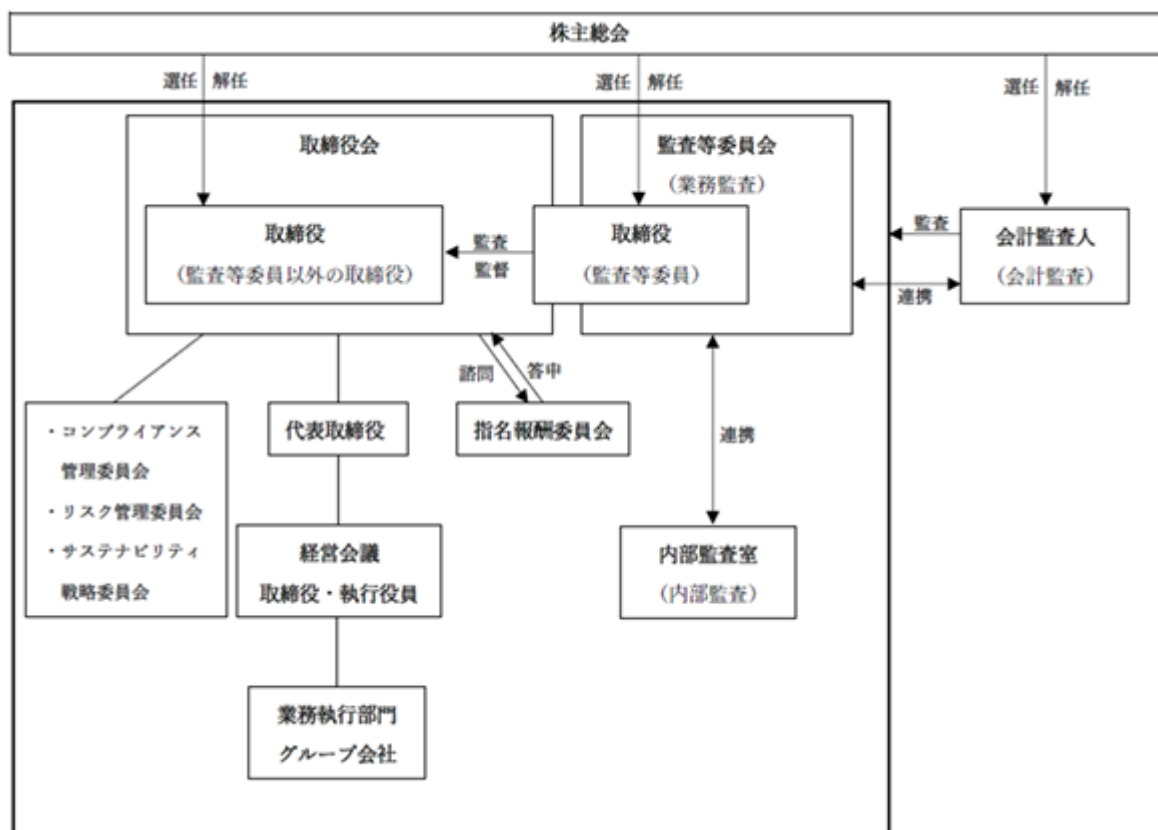 株主総会
選任 解任
選任 解任
選任 解任
取締役会
監査等委員会
（業務監査）
取締役
（監査等委員以外の取締役）
監査
監督
取締役
（監査等委員）
監査
会計監査人
（会計監査）
連携
諮問
答申
・コンプライアンス
管理委員会
・リスク管理委員会
・サステナビリティ
戦略委員会
代表取締役
指名報酬委員会
連携
経営会議
取締役・執行役員
内部監査室
（内部監査）
業務執行部門
グループ会社